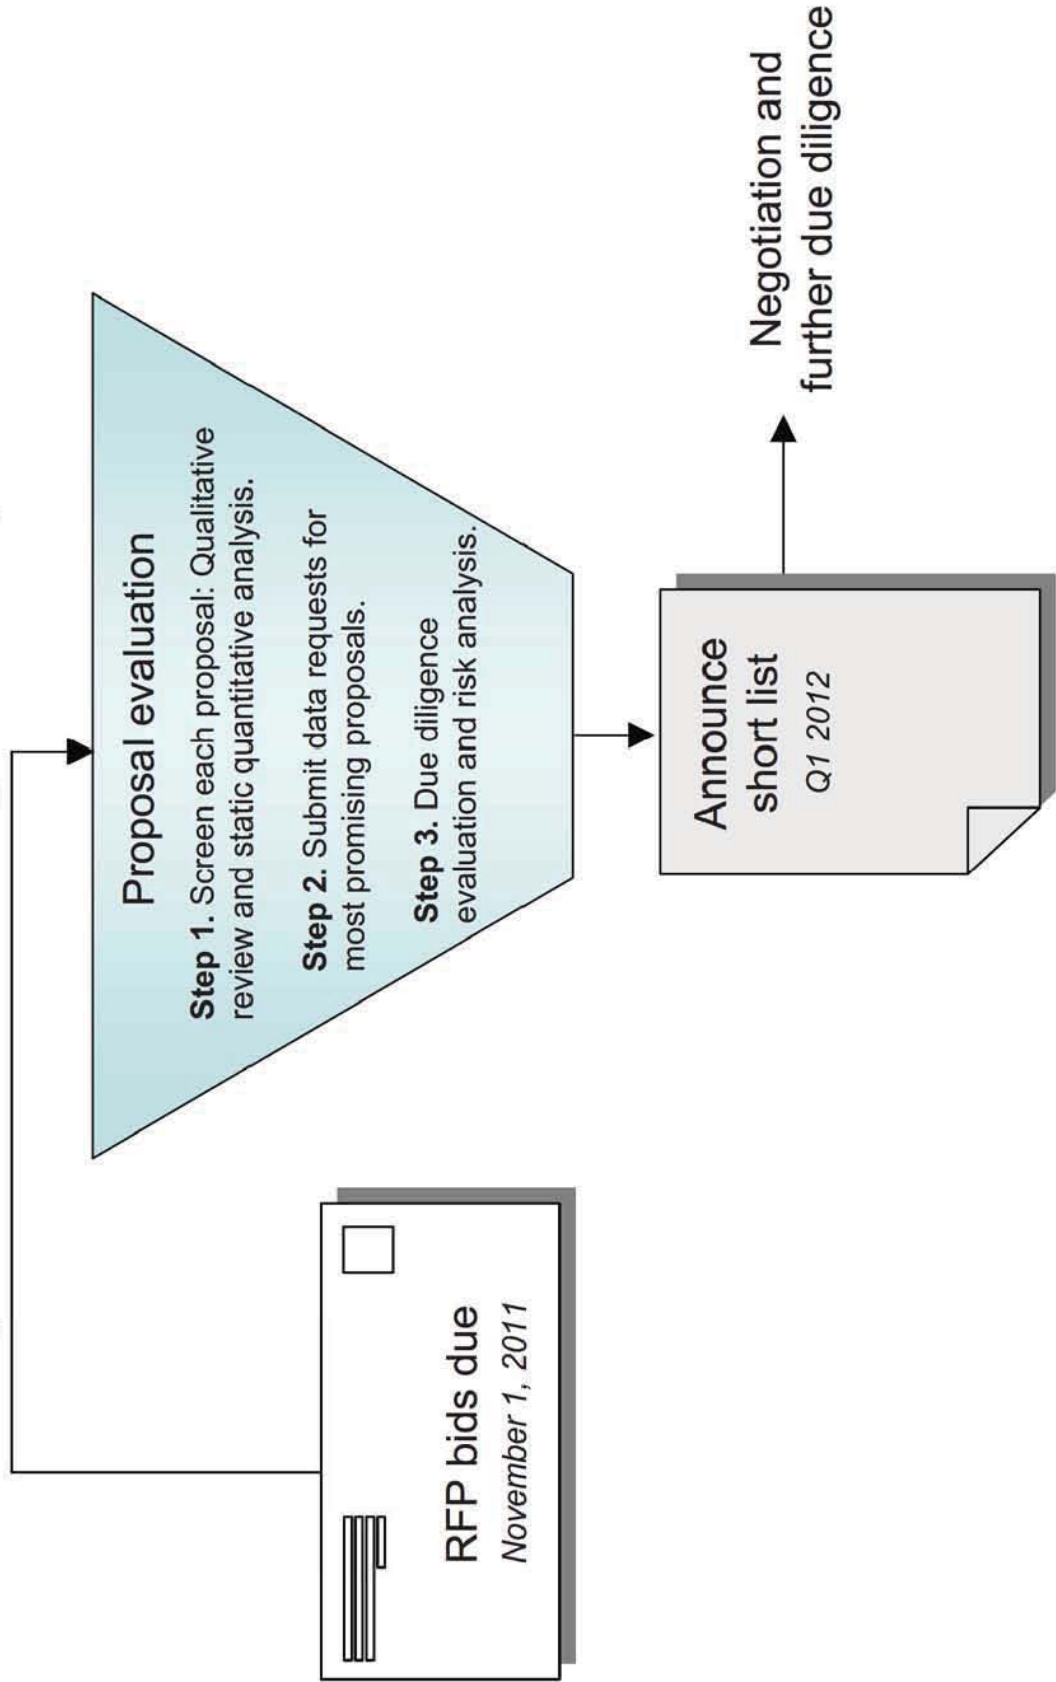 RFP bids due
November 1, 2011
Proposal evaluation
Step 1. Screen each proposal: Qualitative
review and static quantitative analysis.
Step 2. Submit data requests for
most promising proposals.
Step 3. Due diligence
evaluation and risk analysis.
Announce
short list
Q1 2012
Negotiation and
further due diligence